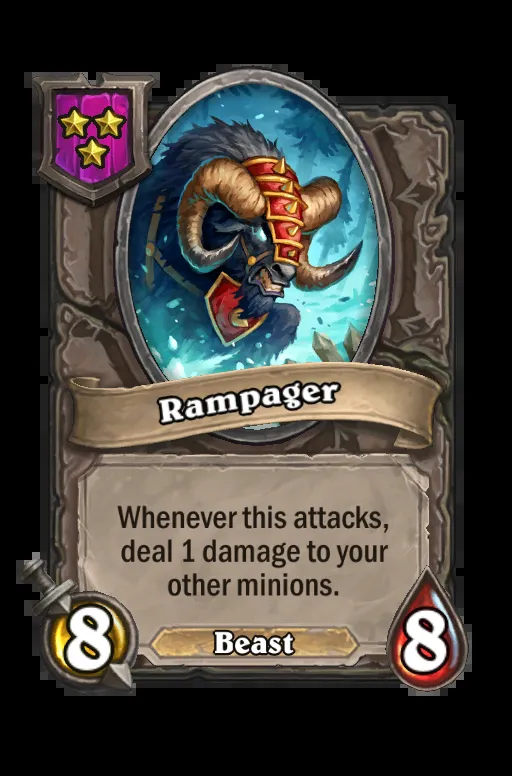 Rampager
Whenever this attacks,
deal 1 damage to your
other minions.
8
Beast
8